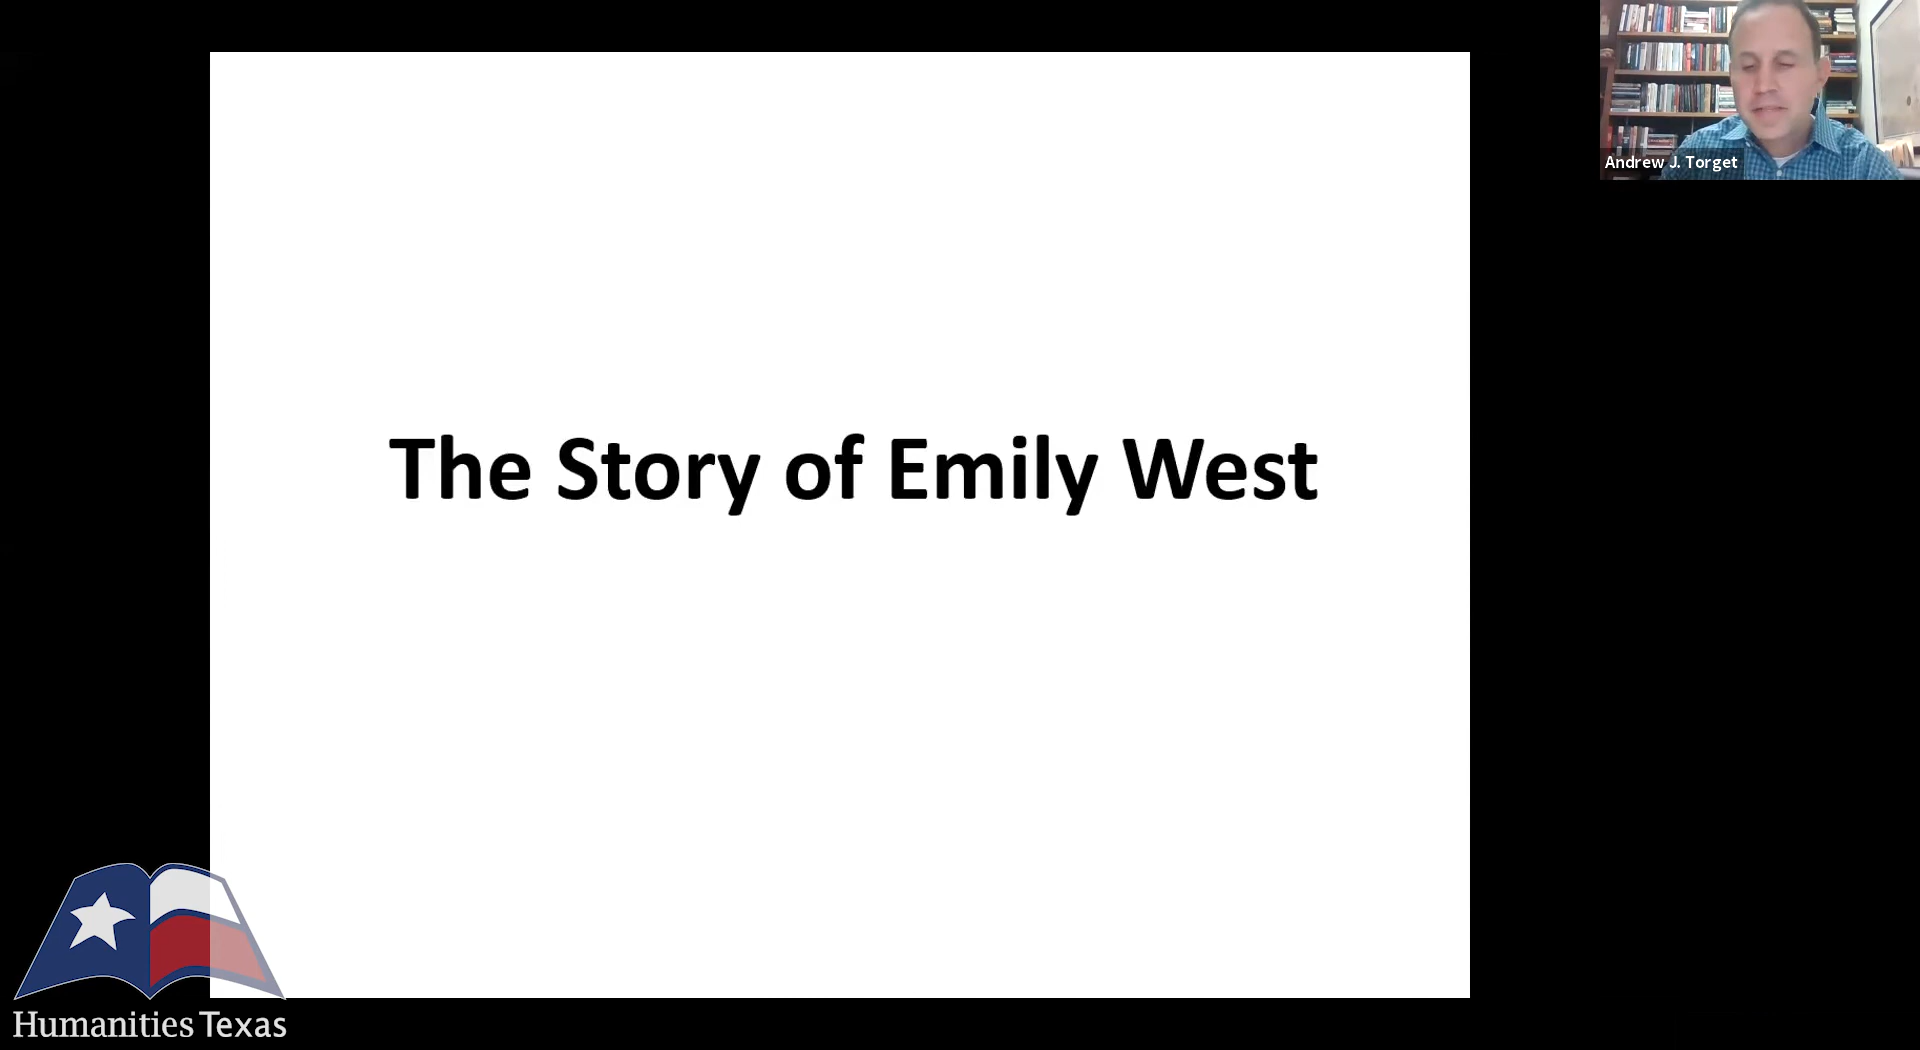 The Story of Emily West
Andrew J. Torget
Humanities Texas